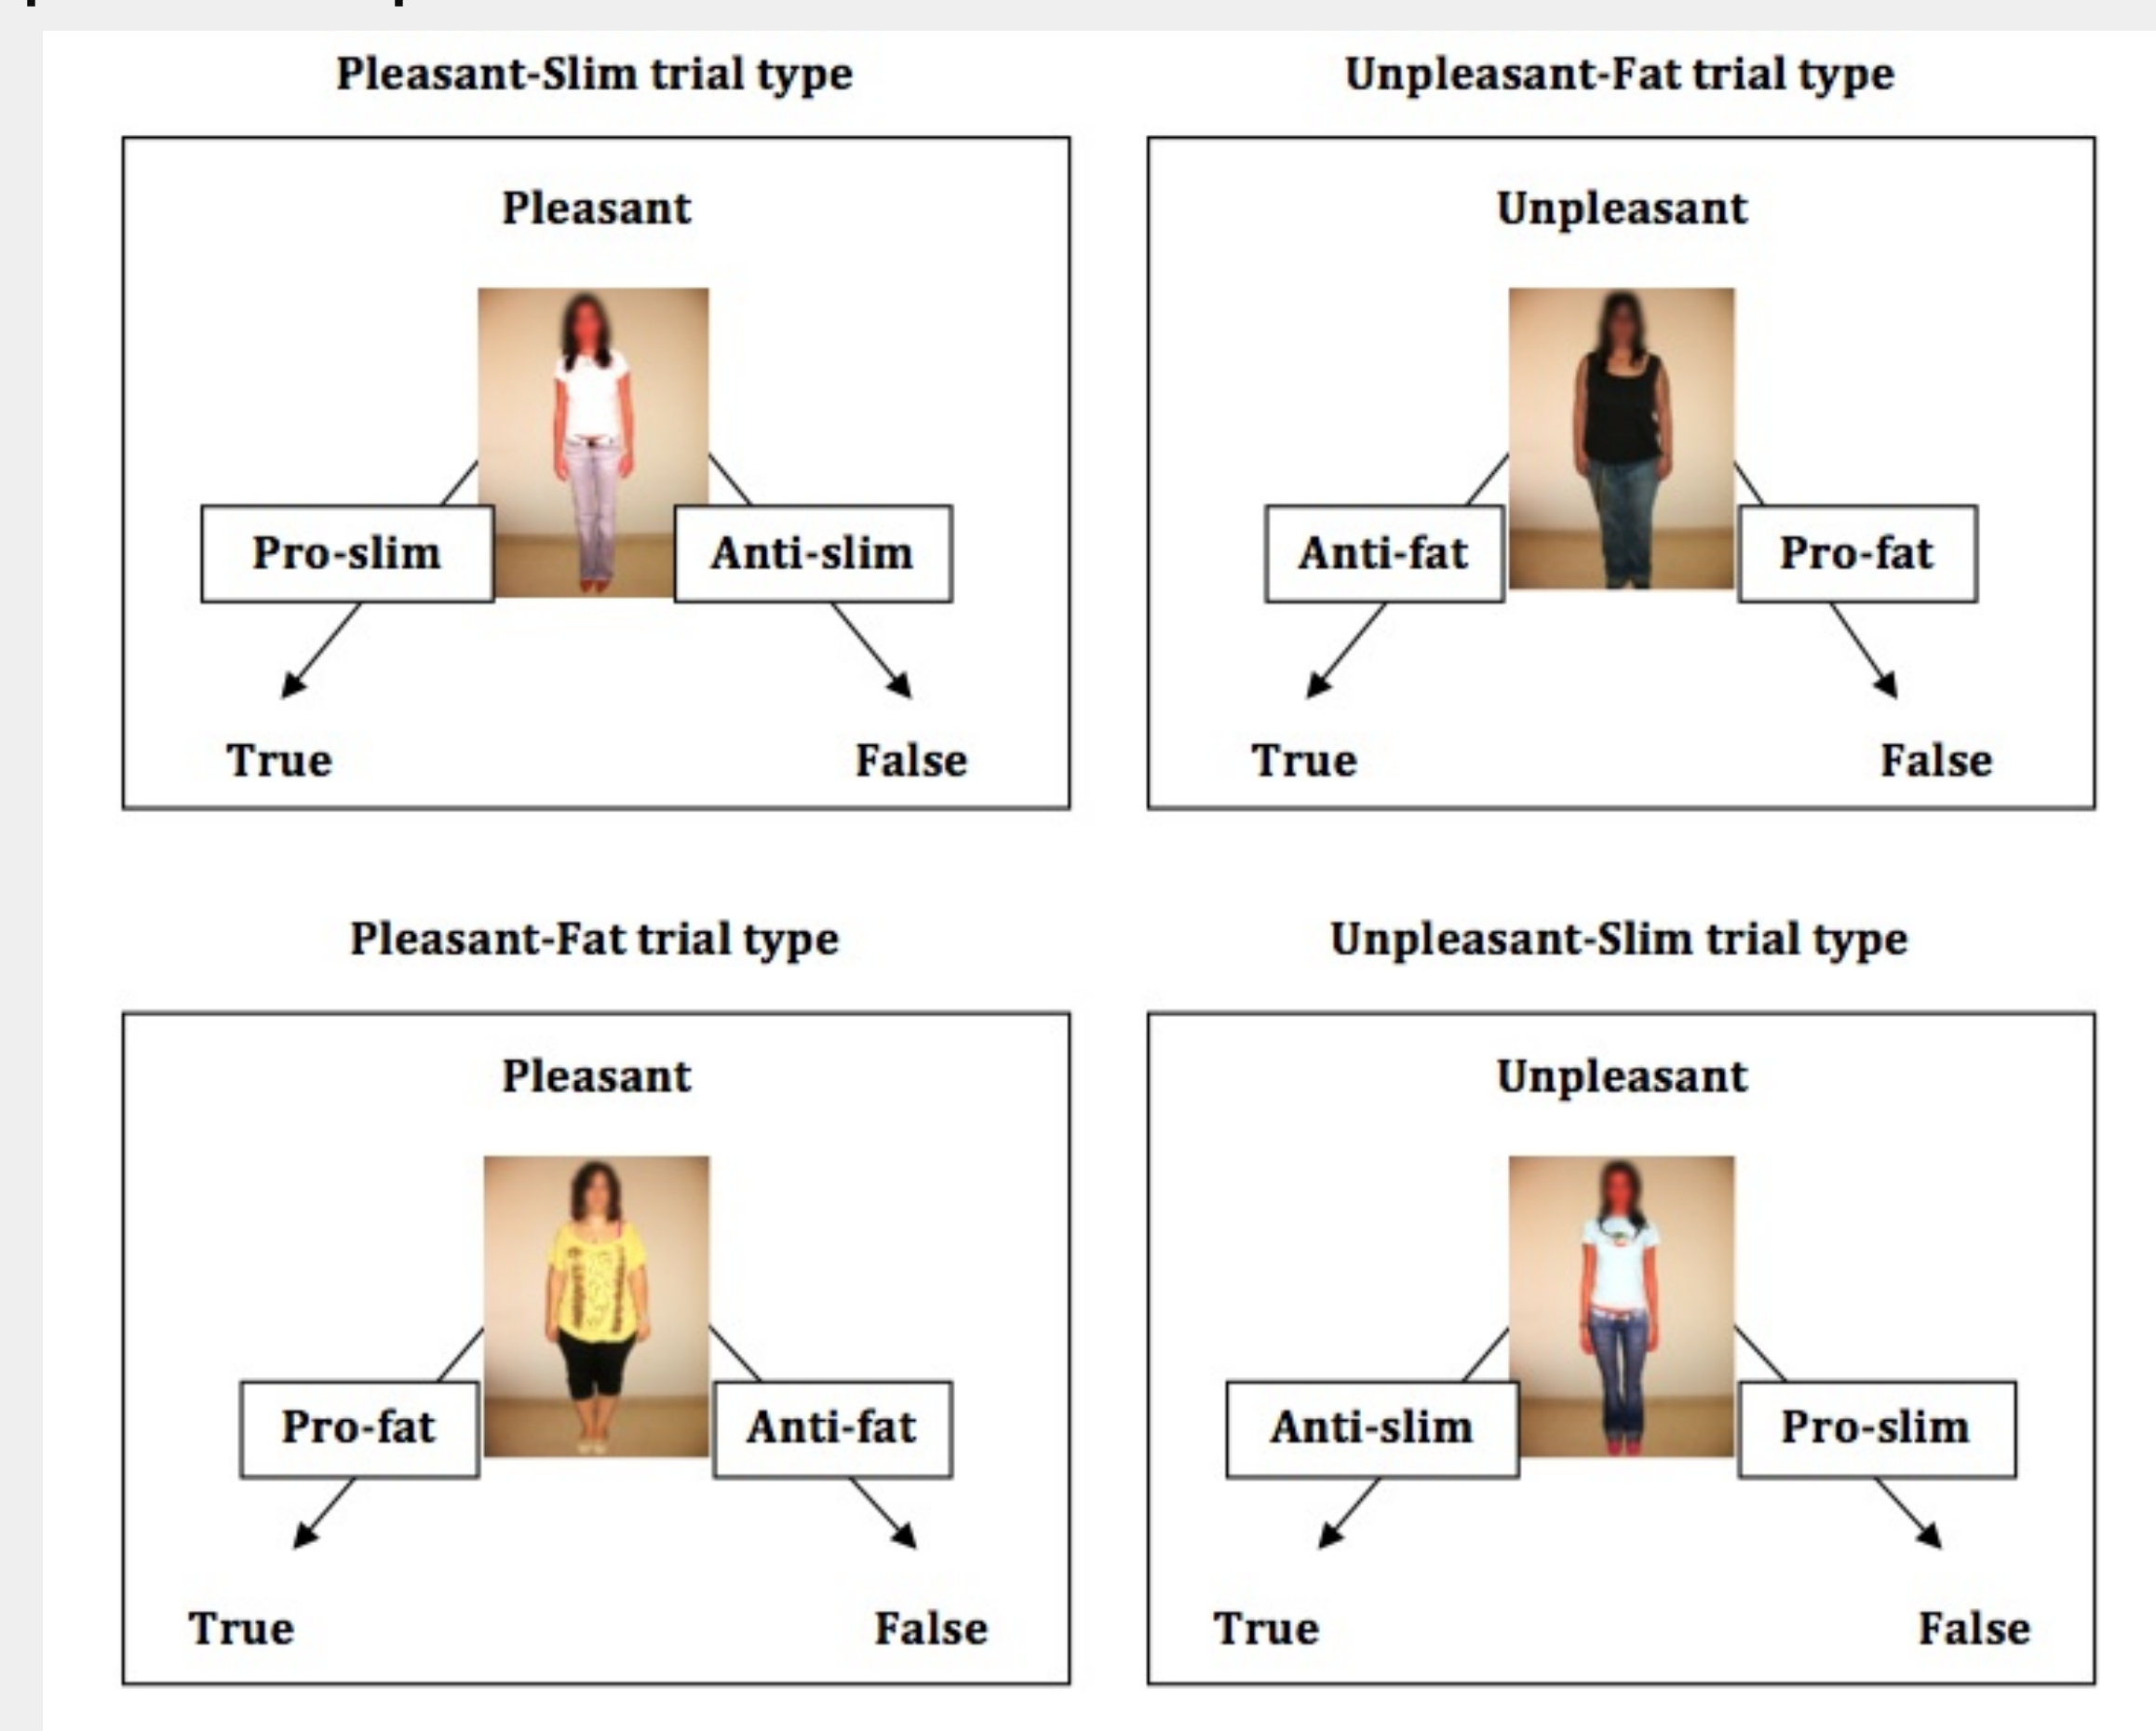 Pleasant-Slim trial type
Pleasant
Pro-slim
Anti-slim
True
False
Unpleasant-Fat trial type
Unpleasant
Anti-fat
Pro-fat
True
False
Pleasant-Fat trial type
Pleasant
Pro-fat
Anti-fat
True
False
Unpleasant-Slim trial type
Unpleasant
Anti-slim
Pro-slim
True
False